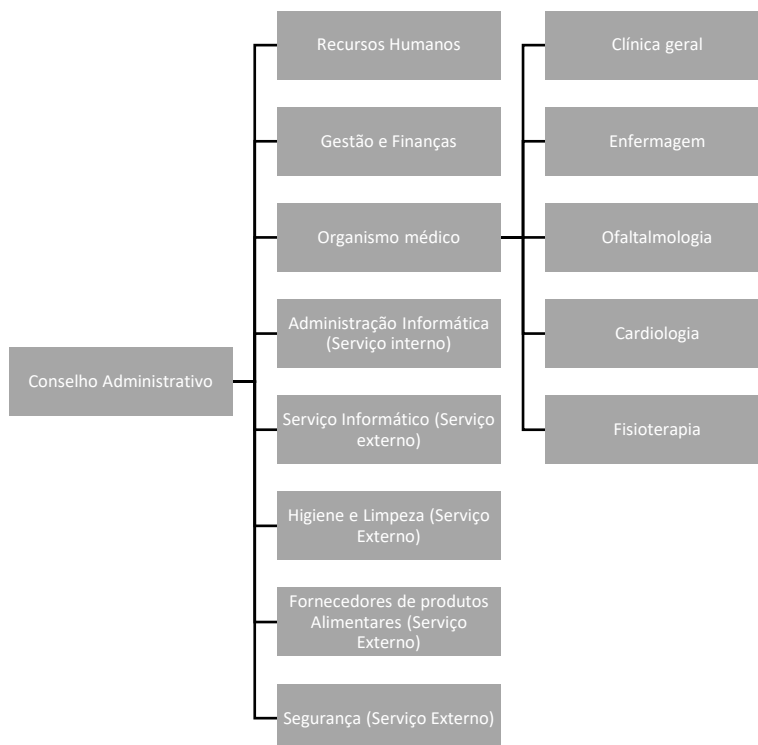 Conselho Administrativo
Recursos Humanos
Gestão e Finanças
Organismo médico
Administração Informática
(Serviço interno)
Serviço Informático (Serviço
externo)
Higiene e Limpeza (Serviço
Externo)
Fornecedores de produtos
Alimentares (Serviço
Externo)
Segurança (Serviço Externo)
Clínica geral
Enfermagem
Ofaltalmologia
Cardiologia
Fisioterapia